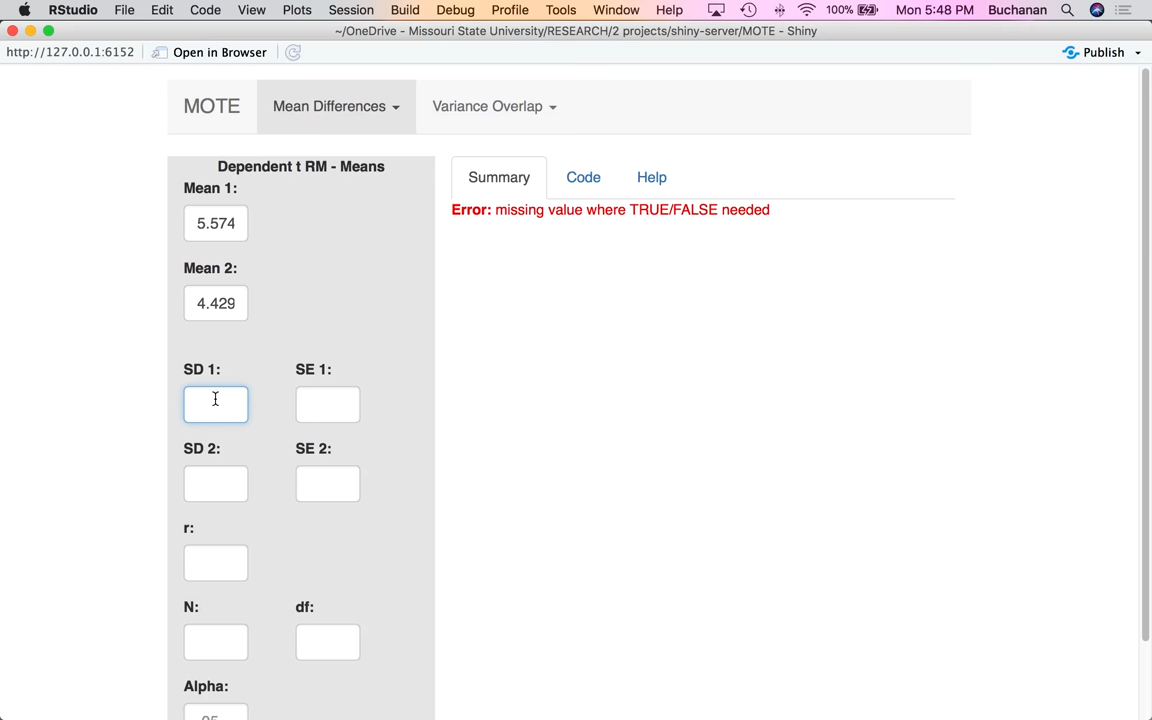 RStudio File Edit Code View Plots Session Build Debug Profile Tools Window Help 100% Mon 5:48 PM Buchanan
~/OneDrive - Missouri State University/RESEARCH/2 projects/shiny-server/MOTE - Shiny
http://127.0.0.1:6152 Open in Browser Publish
MOTE Mean Differences Variance Overlap
Dependent t RM - Means
Summary Code Help
Mean 1:
Error: missing value where TRUE/FALSE needed
5.574
Mean 2:
4.429
SD 1: SE 1:
SD 2: SE 2:
r:
N: df:
Alpha:
.05